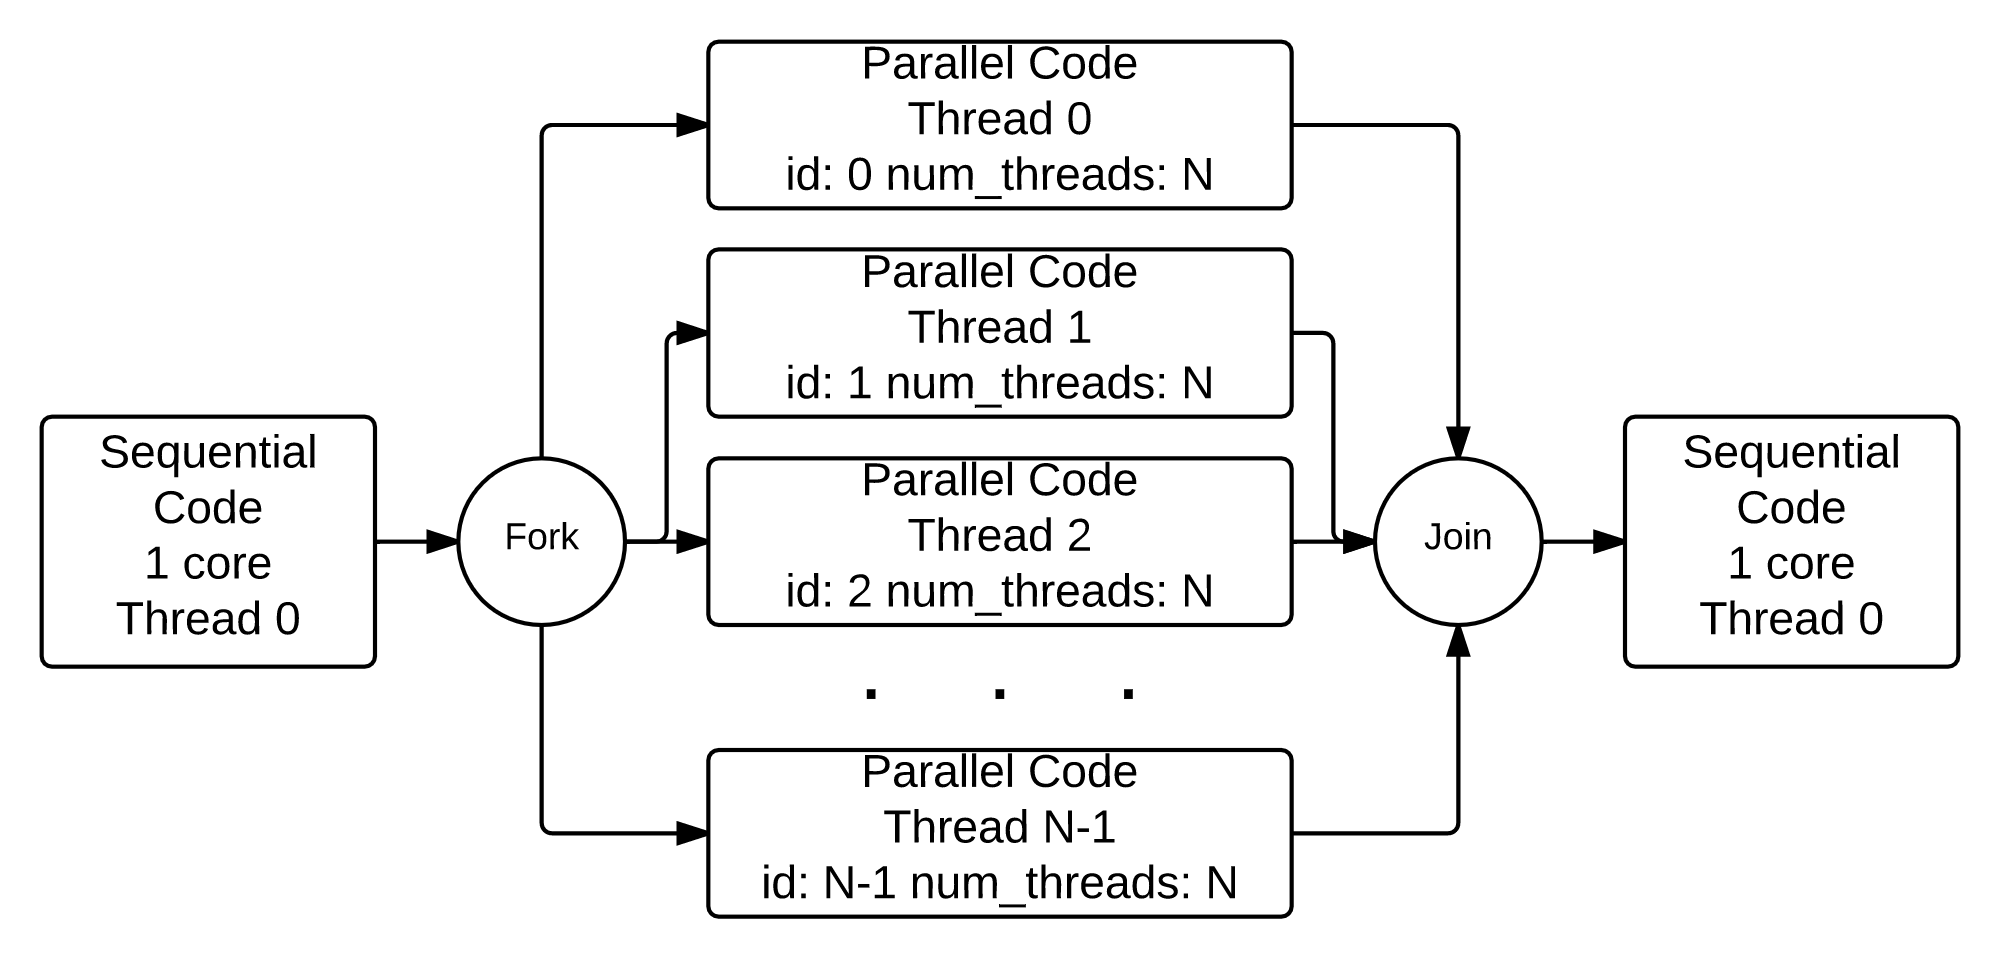 Sequential
Code
1 core
Thread 0
Fork
Parallel Code
Thread 0
id: 0 num_threads: N
Parallel Code
Thread 1
id: 1 num_threads: N
Parallel Code
Thread 2
id: 2 num_threads: N
. . .
Parallel Code
Thread N-1
id: N-1 num_threads: N
Join
Sequential
Code
1 core
Thread 0